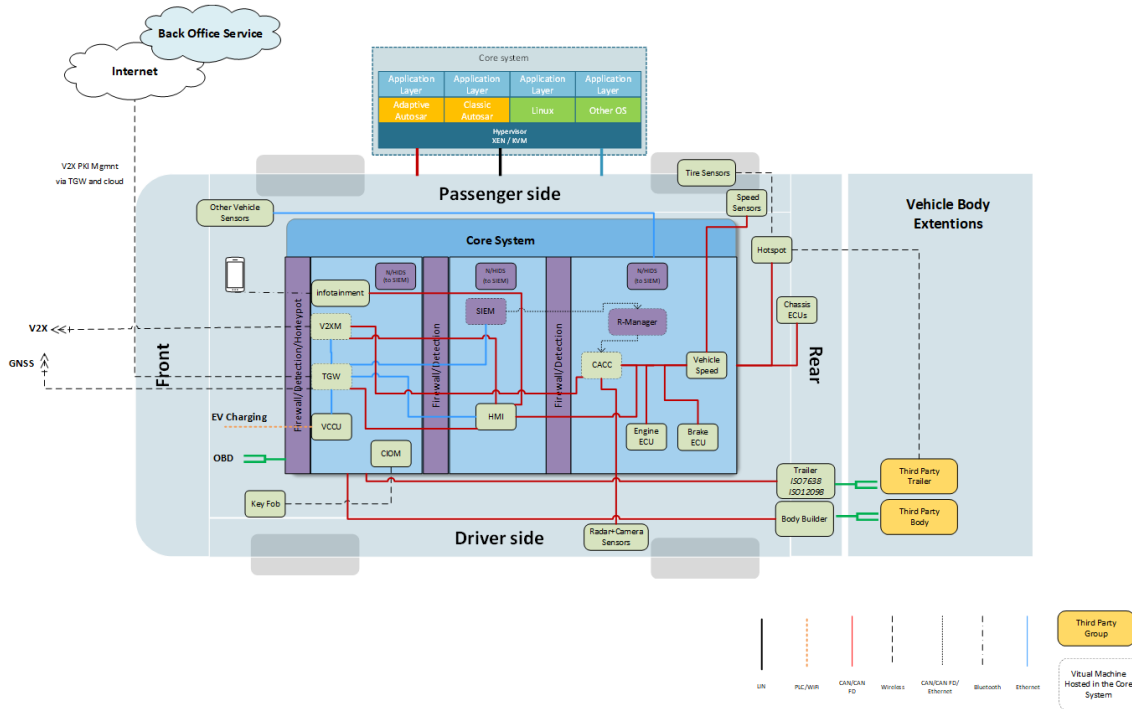 Back Office Service
Internet
V2X PKI Mgmnt
via TGW and cloud
Core system
Application
Layer
Application
Layer
Application
Layer
Application
Layer
Adaptive
Autosar
Classic
Autosar
Linux
Other OS
Hypervisor
XEN / KVM
Passenger side
Tire Sensors
Speed
Sensors
Other Vehicle
Sensors
Vehicle Body
Extentions
Core System
Hotspot
N/HIDS
(to SIEM)
N/HIDS
(to SIEM)
N/HIDS
(to SIEM)
infotainment
SIEM
R-Manager
Chassis
ECUs
V2X
V2XM
GNSS
Front
Firewall/Detection/Honeypot
Firewall/Detection
Firewall/Detection
Rear
TGW
CACC
Vehicle
Speed
EV Charging
VCCU
HMI
Engine
ECU
Brake
ECU
OBD
CIOM
Trailer
ISO7638
ISO12098
Third Party
Trailer
Key Fob
Body Builder
Third Party
Body
Driver side
Radar+Camera
Sensors
Third Party
Group
LIN
PLC/WIFI
CAN/CAN
FD
Wireless
CAN/CAN FD/
Ethernet
Bluetooth
Ethernet
Vitual Machine
Hosted in the Core
System